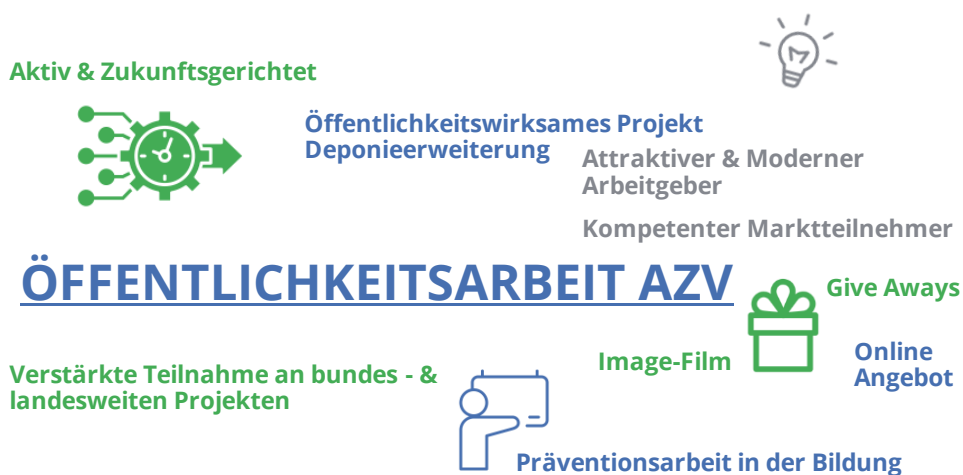 Aktiv & Zukunftsgerichtet
Öffentlichkeitswirksames Projekt
Deponieerweiterung
Attraktiver & Moderner
Arbeitgeber
Kompetenter Marktteilnehmer
ÖFFENTLICHKEITSARBEIT AZV
Give Aways
Image-Film
Online
Angebot
Verstärkte Teilnahme an bundes - &
landesweiten Projekten
Präventionsarbeit in der Bildung